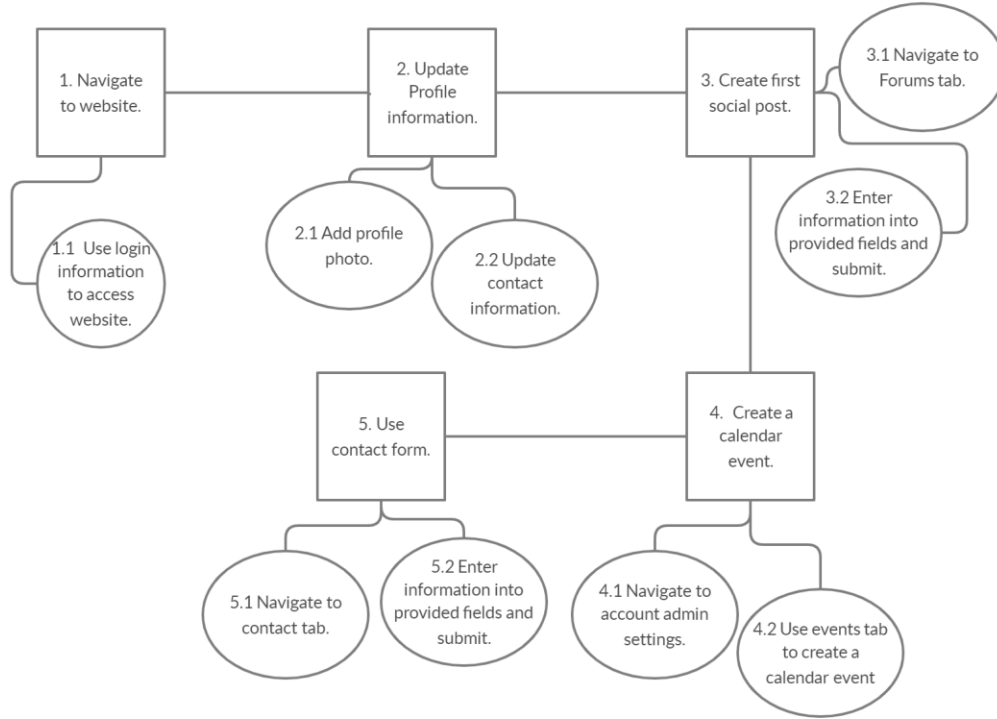 1. Navigate
to website.
2. Update
Profile
information.
3. Create first
social post.
3.1 Navigate to
Forums tab.
1.1 Use login
information
to access
website.
2.1 Add profile
photo.
2.2 Update
contact
information.
3.2 Enter
information into
provided fields and
submit.
5. Use
contact form.
4. Create a
calendar
event.
5.1 Navigate to
contact tab.
5.2 Enter
information into
provided fields and
submit.
4.1 Navigate to
account admin
settings.
4.2 Use events tab
to create a
calendar event